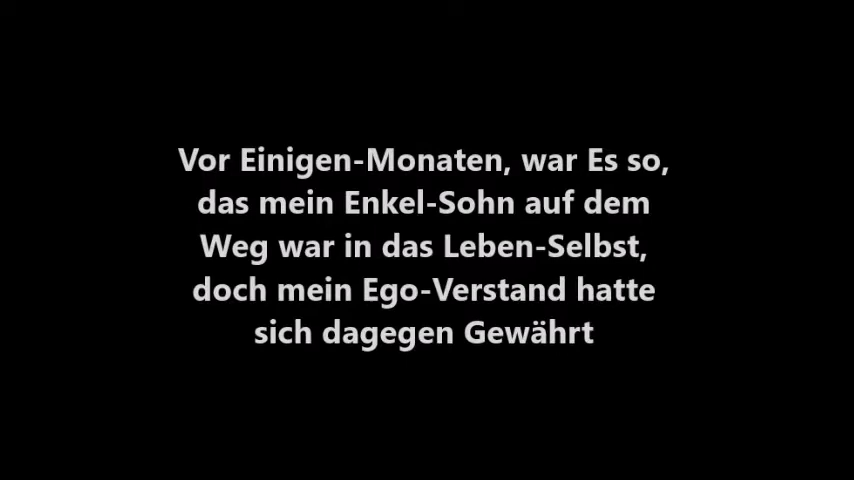 Vor Einigen-Monaten, war Es so,
das mein Enkel-Sohn auf dem
Weg war in das Leben-Selbst,
doch mein Ego-Verstand hatte
sich dagegen Gewährt